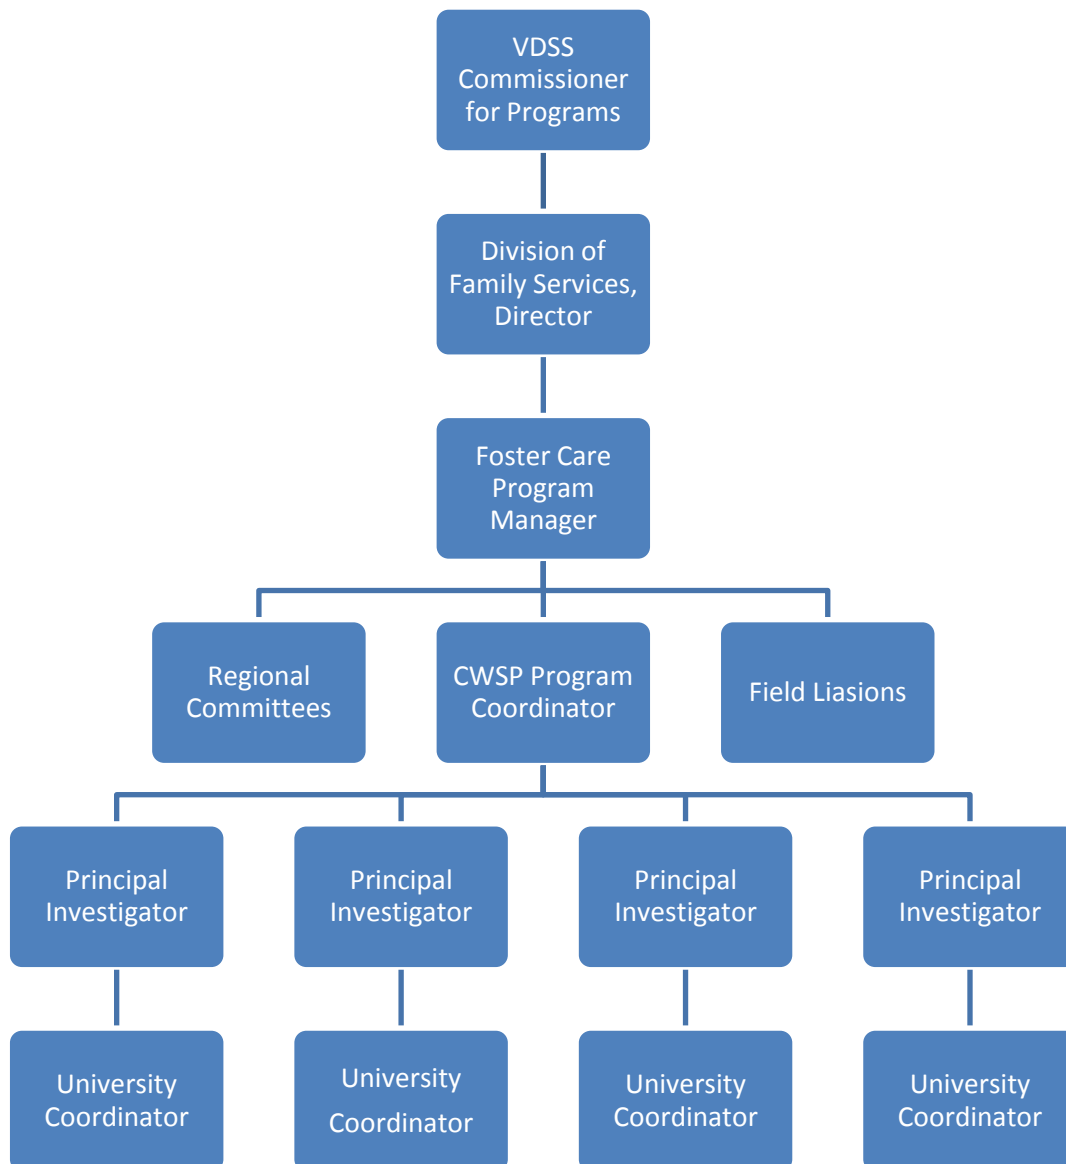 VDSS
Commissioner
for Programs
Division of
Family Services,
Director
Foster Care
Program
Manager
Regional
Committees
CWSP Program
Coordinator
Field Liasions
Principal
Investigator
Principal
Investigator
Principal
Investigator
Principal
Investigator
University
Coordinator
University
Coordinator
University
Coordinator
University
Coordinator